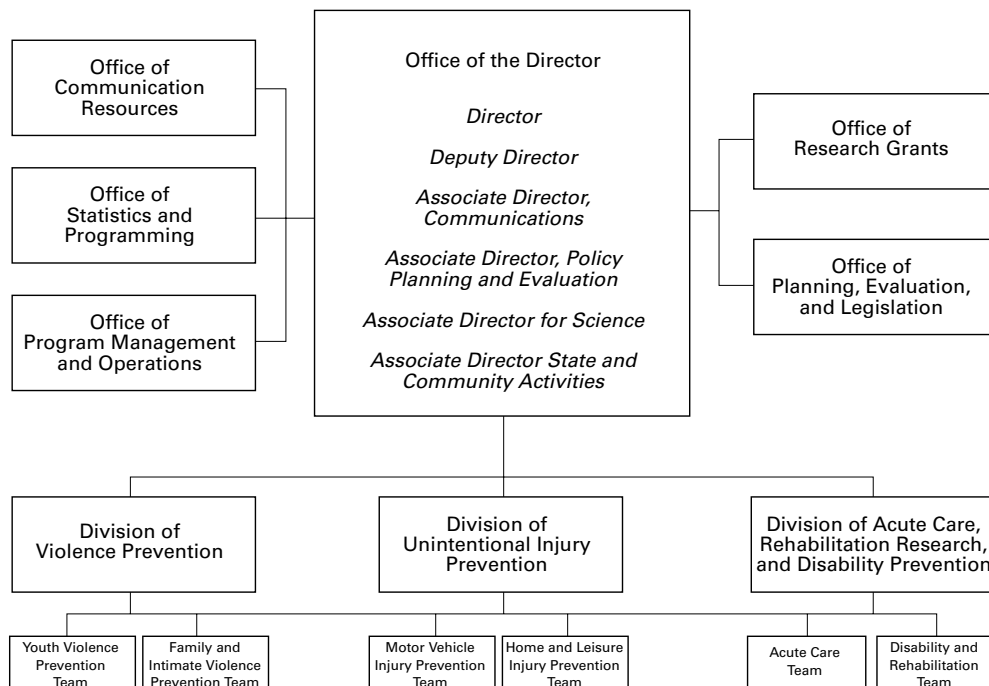 Office of
Communication
Resources
Office of
Statistics and
Programming
Office of
Program Management
and Operations
Office of the Director
Director
Deputy Director
Associate Director,
Communications
Associate Director, Policy
Planning and Evaluation
Associate Director for Science
Associate Director State and
Community Activities
Office of
Research Grants
Office of
Planning, Evaluation,
and Legislation
Division of
Violence Prevention
Division of
Unintentional Injury
Prevention
Division of Acute Care,
Rehabilitation Research,
and Disability Prevention
Youth Violence
Prevention
Team
Family and
Intimate Violence
Prevention Team
Motor Vehicle
Injury Prevention
Team
Home and Leisure
Injury Prevention
Team
Acute Care
Team
Disability and
Rehabilitation
Team